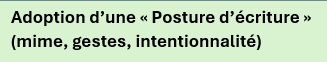 Adoption d’une « Posture d’écriture »
(mime, gestes, intentionnalité)